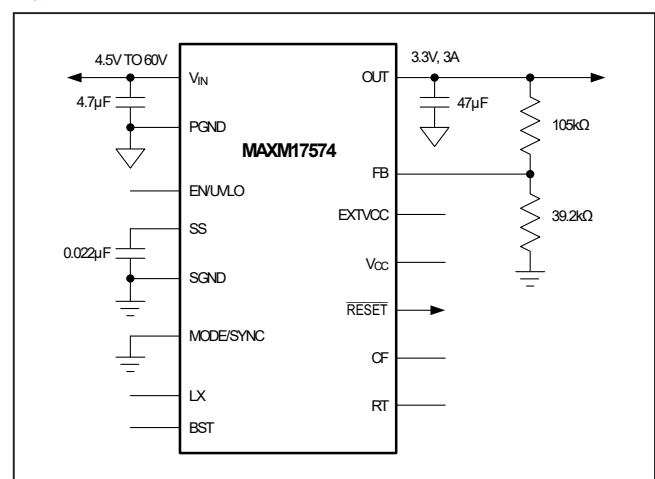 4.5V TO 60V
VIN
4.7µF
PGND
EN/UVLO
SS
0.022µF
SGND
MODE/SYNC
LX
BST
MAXM17574
3.3V, 3A
OUT
47µF
105kΩ
FB
39.2kΩ
EXTVCC
VCC
RESET
CF
RT